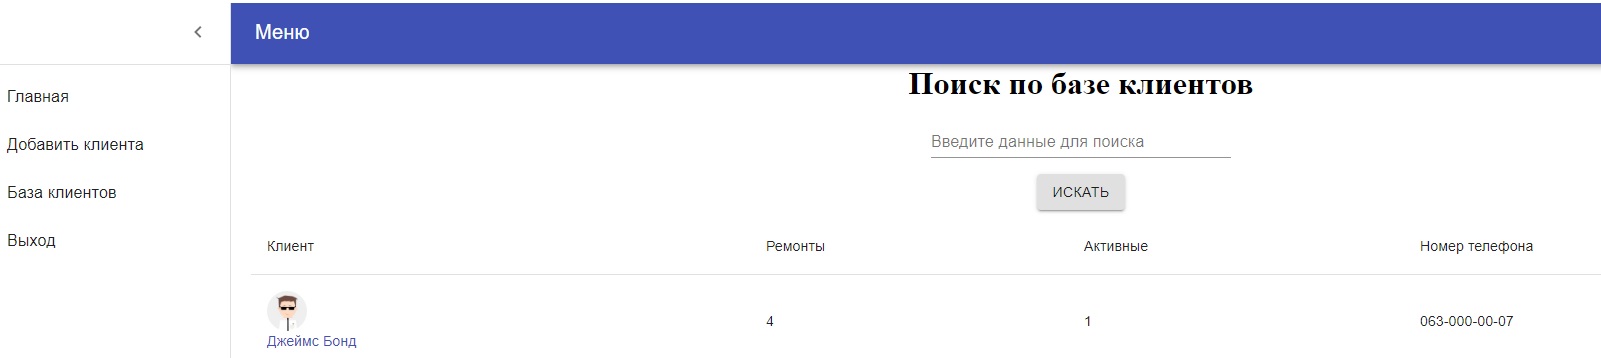 Меню
Главная
Добавить клиента
База клиентов
Выход
Поиск по базе клиентов
Введите данные для поиска
ИСКАТЬ
Клиент Ремонты Активные Номер телефона
Джеймс Бонд 4 1 063-000-00-07